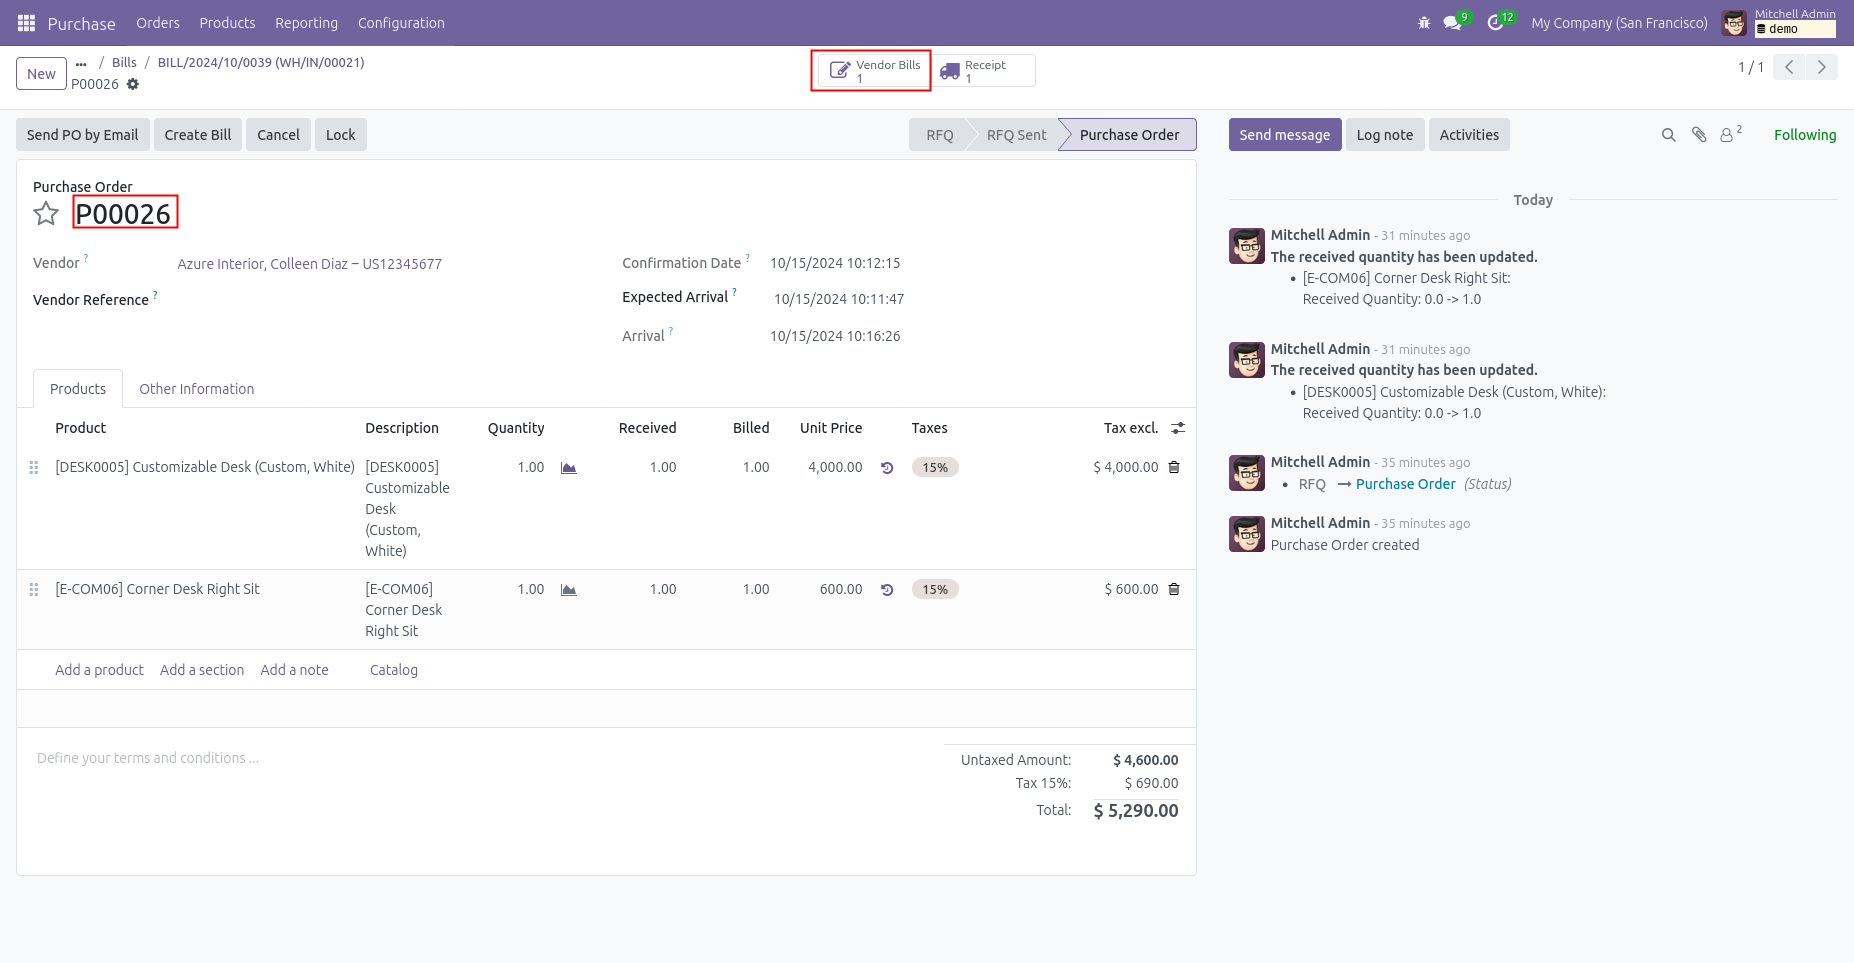 Purchase Orders Products Reporting Configuration 9 12 My Company (San Francisco) Mitchell Admin
demo
New ... / Bills / BILL/2024/10/0039 (WH/IN/00021)
P00026
Vendor Bills
1
Receipt
1
1 / 1
Send PO by Email Create Bill Cancel Lock RFQ RFQ Sent Purchase Order
Send message Log note Activities 2 Following
Purchase Order
P00026
Vendor ? Azure Interior, Colleen Diaz – US12345677
Vendor Reference ?
Confirmation Date ? 10/15/2024 10:12:15
Expected Arrival ? 10/15/2024 10:11:47
Arrival ? 10/15/2024 10:16:26
Products Other Information
Product Description Quantity Received Billed Unit Price Taxes Tax excl.
[DESK0005] Customizable Desk (Custom, White) [DESK0005] 1.00 1.00 1.00 4,000.00 15% $ 4,000.00
Customizable
Desk
(Custom,
White)
[E-COM06] Corner Desk Right Sit [E-COM06] 1.00 1.00 1.00 600.00 15% $ 600.00
Corner Desk
Right Sit
Add a product Add a section Add a note Catalog
Define your terms and conditions ...
Untaxed Amount: $ 4,600.00
Tax 15%: $ 690.00
Total: $ 5,290.00
Today
Mitchell Admin - 31 minutes ago
The received quantity has been updated.
• [E-COM06] Corner Desk Right Sit:
Received Quantity: 0.0 -> 1.0
Mitchell Admin - 31 minutes ago
The received quantity has been updated.
• [DESK0005] Customizable Desk (Custom, White):
Received Quantity: 0.0 -> 1.0
Mitchell Admin - 35 minutes ago
• RFQ → Purchase Order (Status)
Mitchell Admin - 35 minutes ago
Purchase Order created